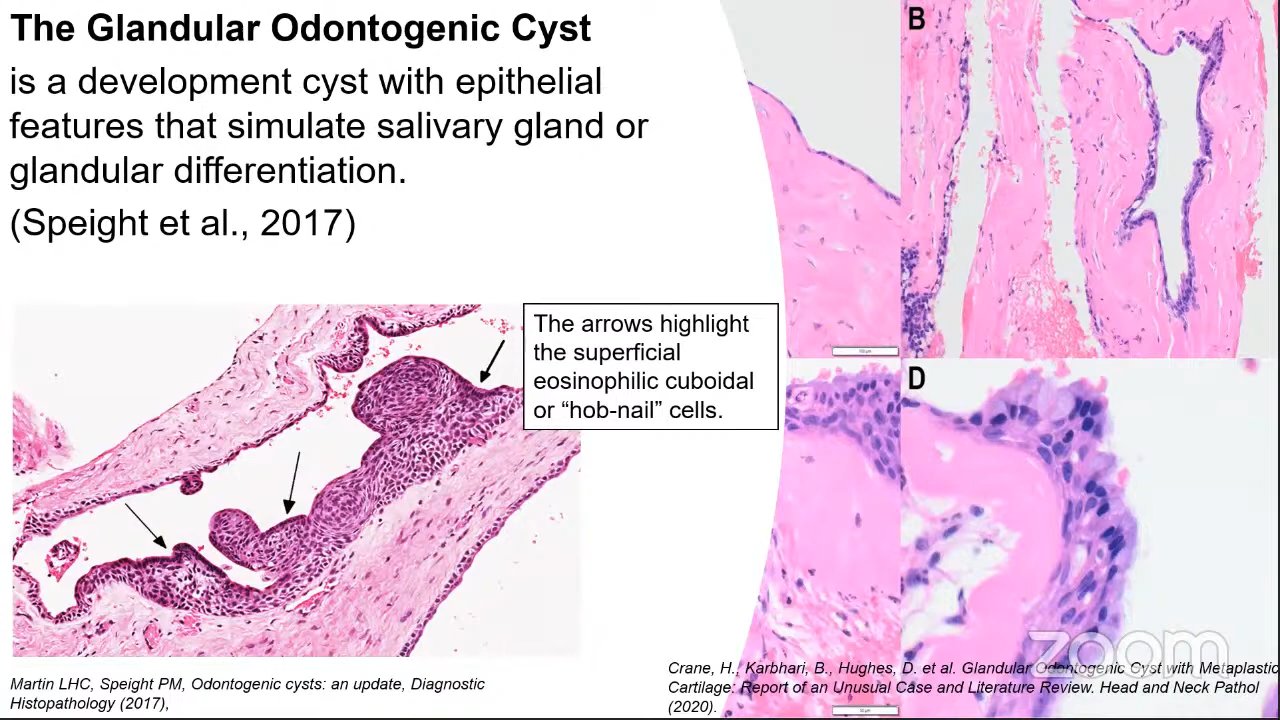 The Glandular Odontogenic Cyst
is a development cyst with epithelial
features that simulate salivary gland or
glandular differentiation.
(Speight et al., 2017)
The arrows highlight
the superficial
eosinophilic cuboidal
or “hob-nail” cells.
Martin LHC, Speight PM, Odontogenic cysts: an update, Diagnostic
Histopathology (2017),
B
D
zoom
Crane, H., Karbhari, B., Hughes, D. et al. Glandular Odontogenic Cyst with Metaplastic
Cartilage: Report of an Unusual Case and Literature Review. Head and Neck Pathol
(2020).